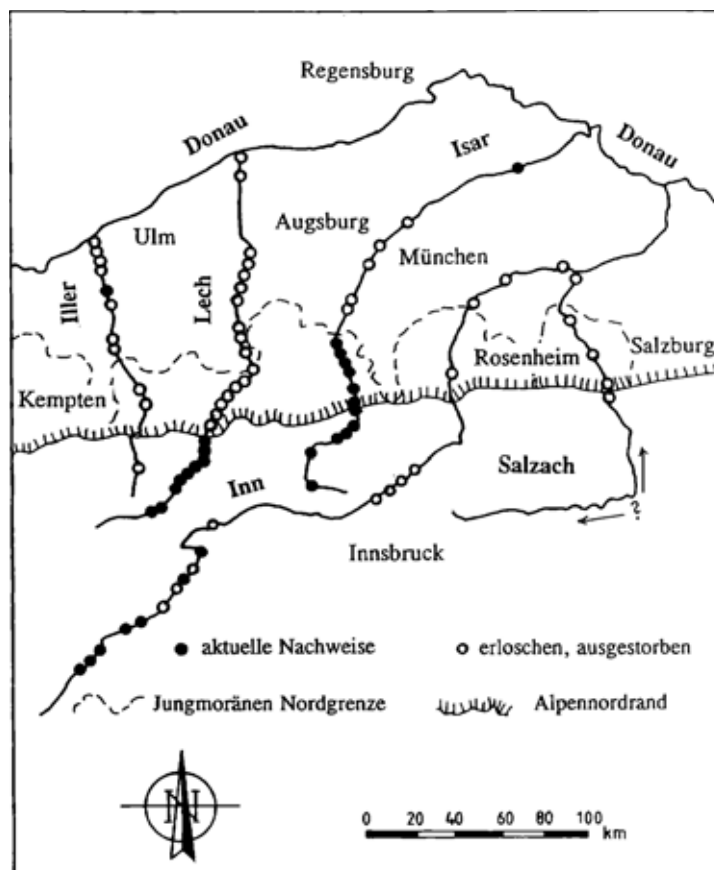 Regensburg
Donau
Isar
Donau
Ulm
Augsburg
München
Iller
Lech
Kempten
Rosenheim
Salzburg
Inn
Salzach
?
Innsbruck
aktuelle Nachweise
erloschen, ausgestorben
Jungmoränen Nordgrenze
Alpennordrand
N
0 20 40 60 80 100
km